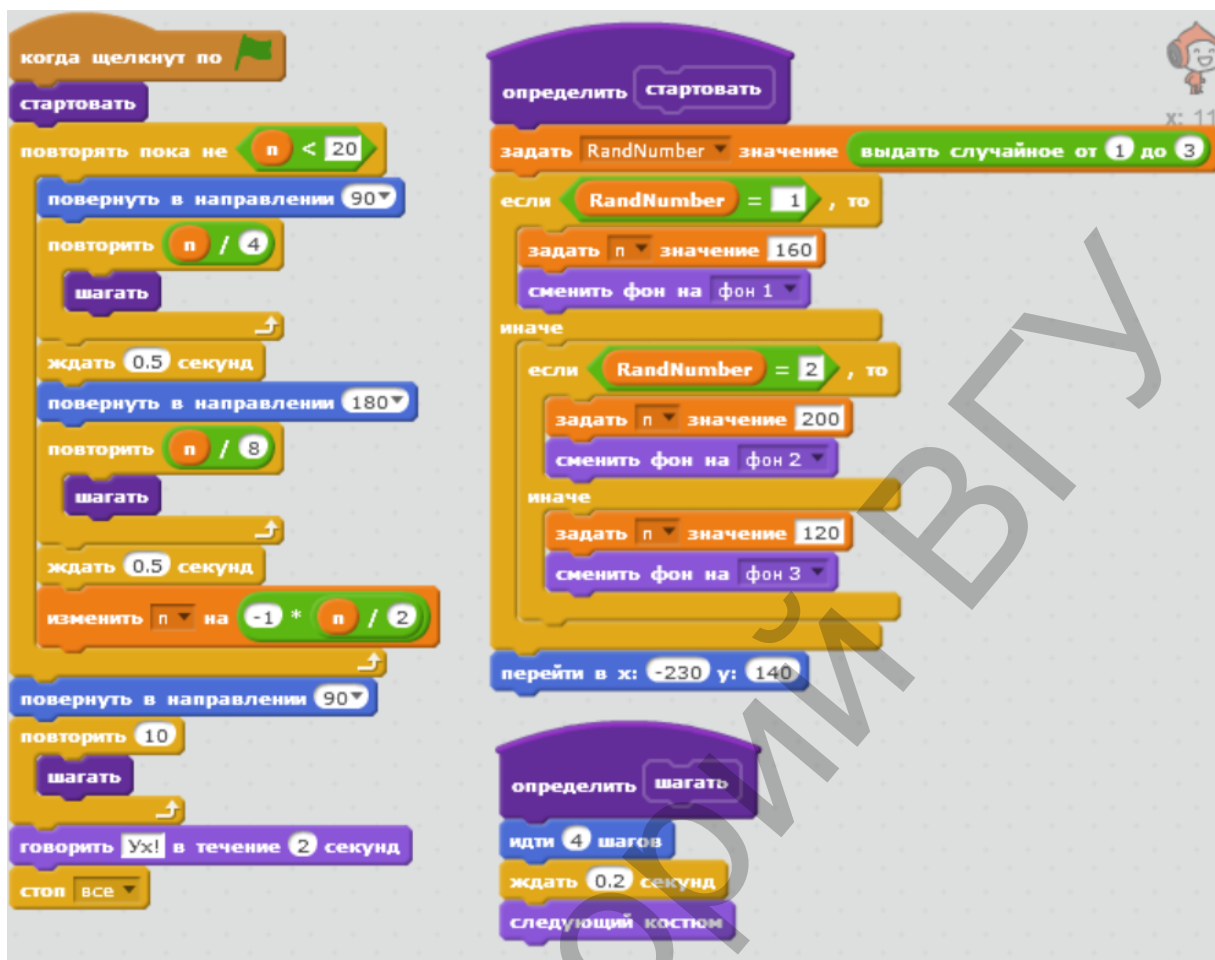 когда щелкнут по
стартовать
повторять пока не n < 20
повернуть в направлении 90
повторить n / 4
шагать
ждать 0.5 секунд
повернуть в направлении 180
повторить n / 8
шагать
ждать 0.5 секунд
изменить n на -1 * n / 2
повернуть в направлении 90
повторить 10
шагать
говорить Ух! в течение 2 секунд
стоп все
определить стартовать
задать RandNumber значение выдать случайное от 1 до 3
если RandNumber = 1 , то
задать n значение 160
сменить фон на фон 1
иначе
если RandNumber = 2 , то
задать n значение 200
сменить фон на фон 2
иначе
задать n значение 120
сменить фон на фон 3
перейти в x: -230 y: 140
определить шагать
идти 4 шагов
ждать 0.2 секунд
следующий костюм
x: 11
орий ВГУ